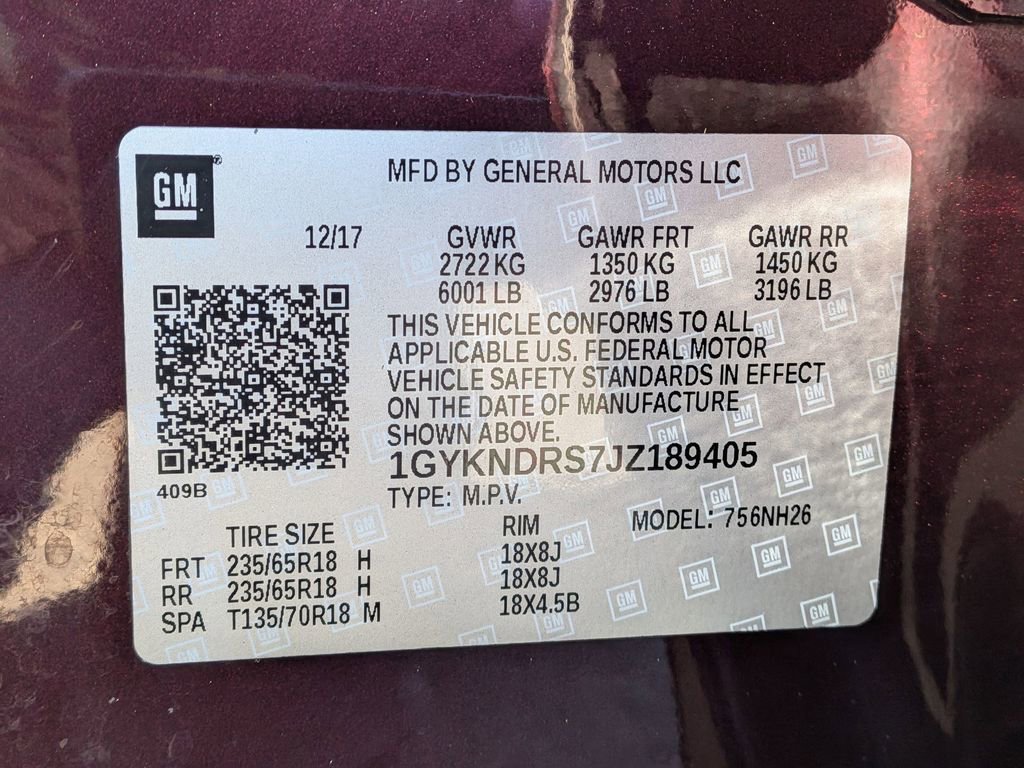 GM
MFD BY GENERAL MOTORS LLC
12/17 GVWR GAWR FRT GAWR RR
2722 KG 1350 KG 1450 KG
6001 LB 2976 LB 3196 LB
THIS VEHICLE CONFORMS TO ALL
APPLICABLE U.S. FEDERAL MOTOR
VEHICLE SAFETY STANDARDS IN EFFECT
ON THE DATE OF MANUFACTURE
SHOWN ABOVE.
1GYKNDRS7JZ189405
409B
TYPE: M.P.V.
MODEL: 756NH26
TIRE SIZE RIM
FRT 235/65R18 H 18X8J
RR 235/65R18 H 18X8J
SPA T135/70R18 M 18X4.5B